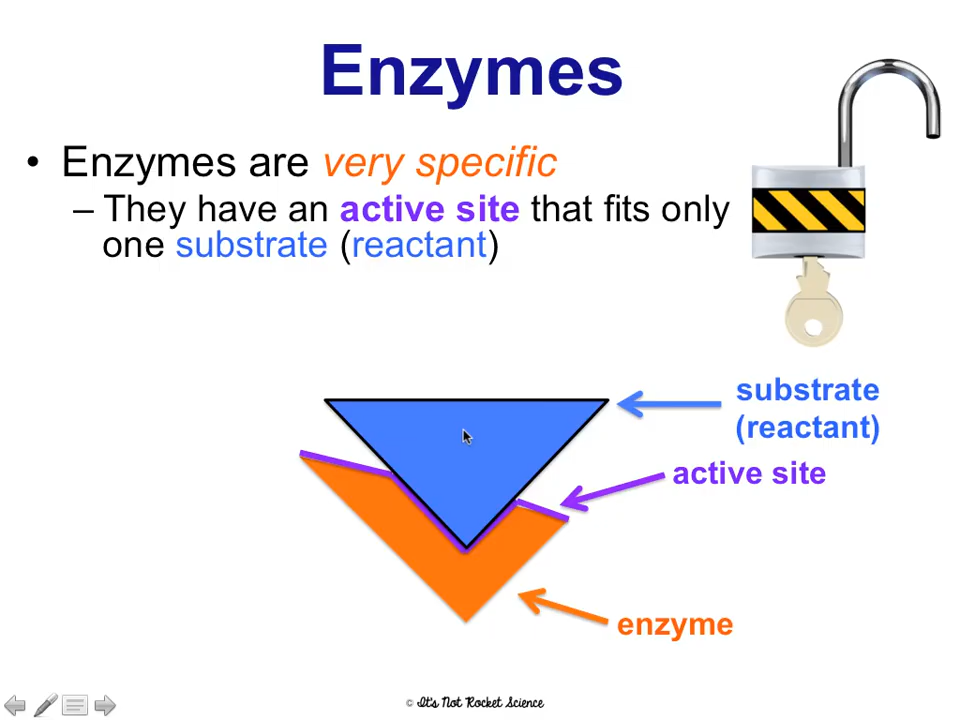 Enzymes
• Enzymes are very specific
– They have an active site that fits only
one substrate (reactant)
substrate
(reactant)
active site
enzyme
© It's Not Rocket Science